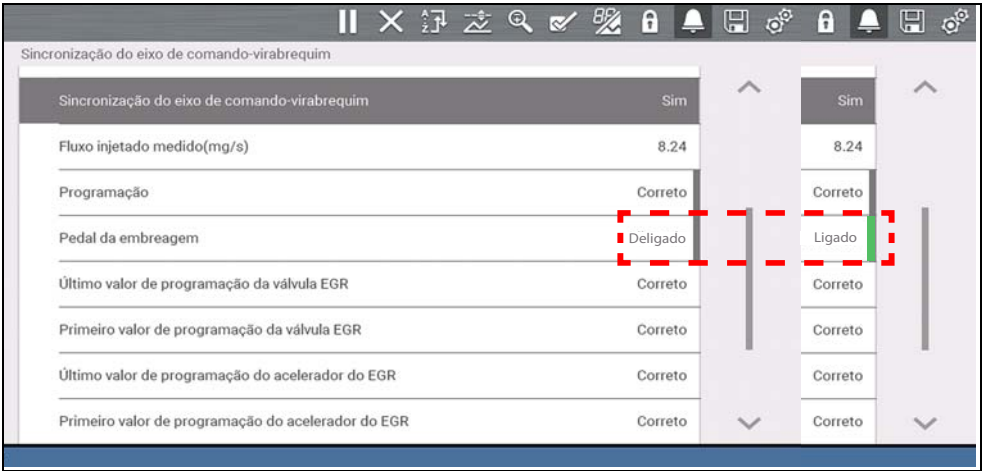 Sincronização do eixo de comando-virabrequim
Sincronização do eixo de comando-virabrequim Sim Sim
Fluxo injetado medido(mg/s) 8.24 8.24
Programação Correto Correto
Pedal da embreagem Deligado Ligado
Último valor de programação da válvula EGR Correto Correto
Primeiro valor de programação da válvula EGR Correto Correto
Último valor de programação do acelerador do EGR Correto Correto
Primeiro valor de programação do acelerador do EGR Correto Correto